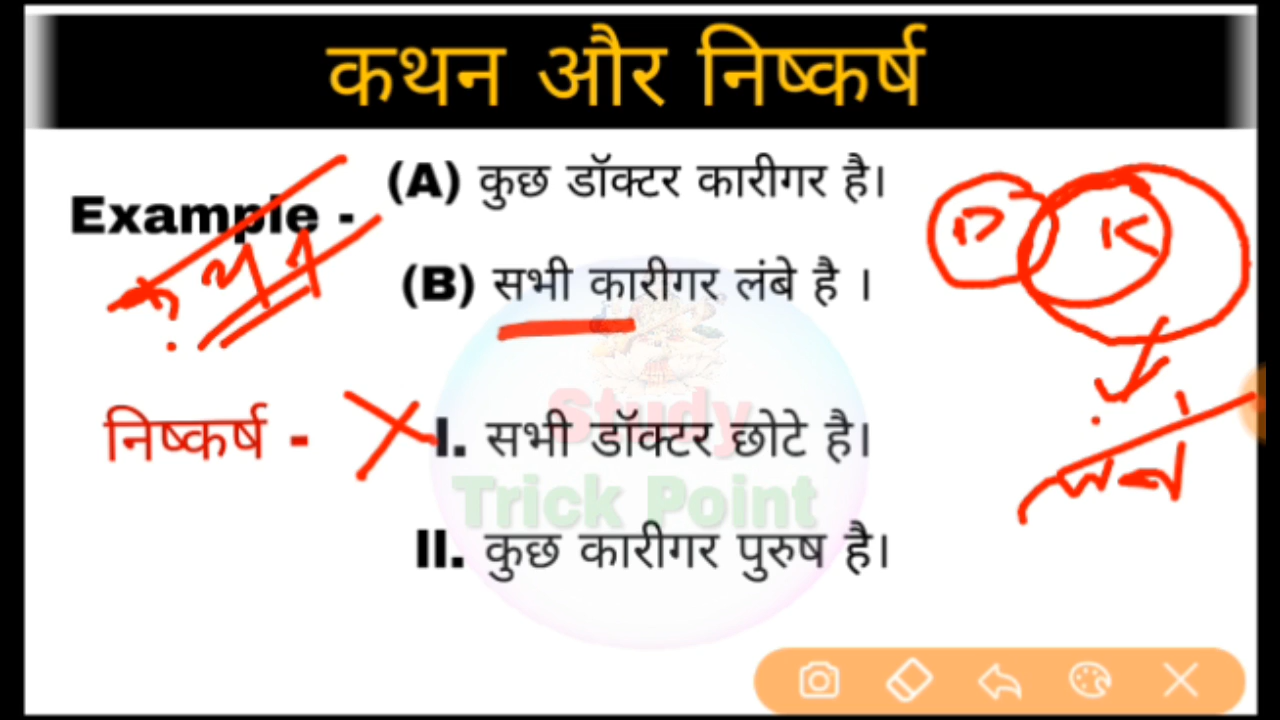 कथन और निष्कर्ष
Example -
(A) कुछ डॉक्टर कारीगर है।
(B) सभी कारीगर लंबे है ।
D
K
निष्कर्ष -
I. सभी डॉक्टर छोटे है।
Study
Trick Point
II. कुछ कारीगर पुरुष है।